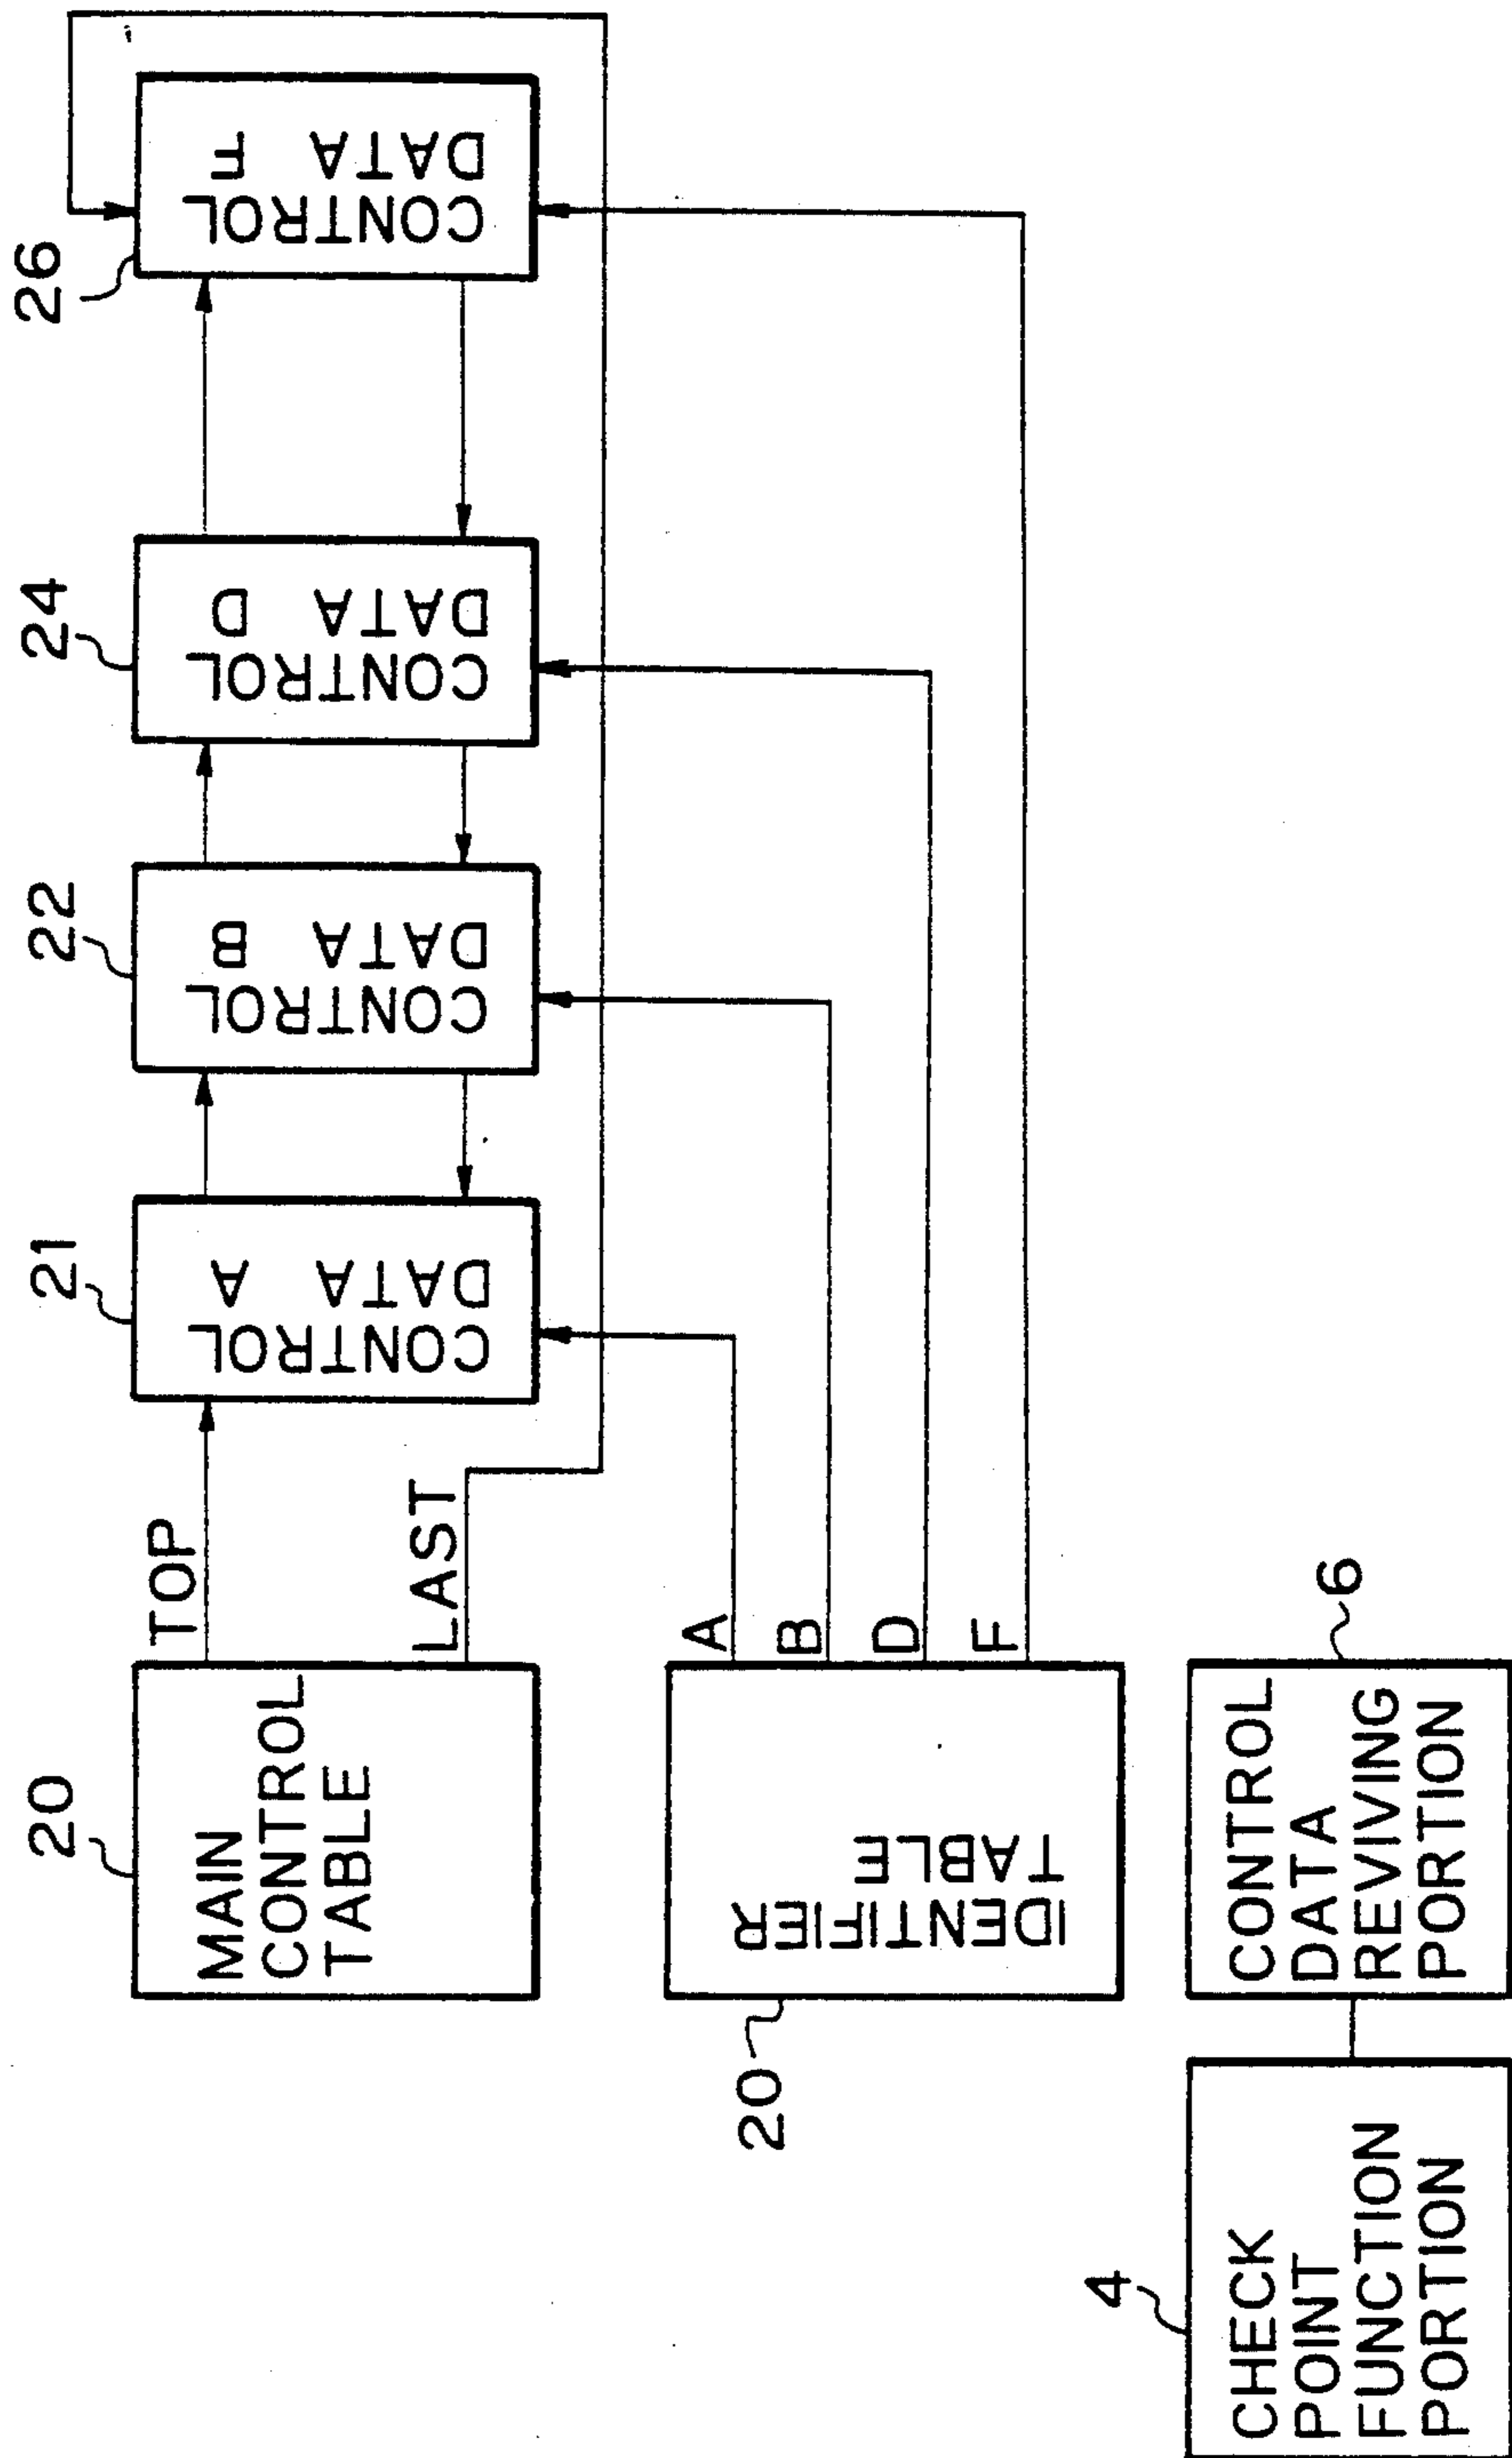 20
MAIN
CONTROL
TABLE
TOP
LAST
21
CONTROL
DATA A
22
CONTROL
DATA B
24
CONTROL
DATA D
26
CONTROL
DATA F
20
IDENTIFIER
TABLE
A
B
D
F
4
CHECK
POINT
FUNCTION
PORTION
6
CONTROL
DATA
REVIVING
PORTION